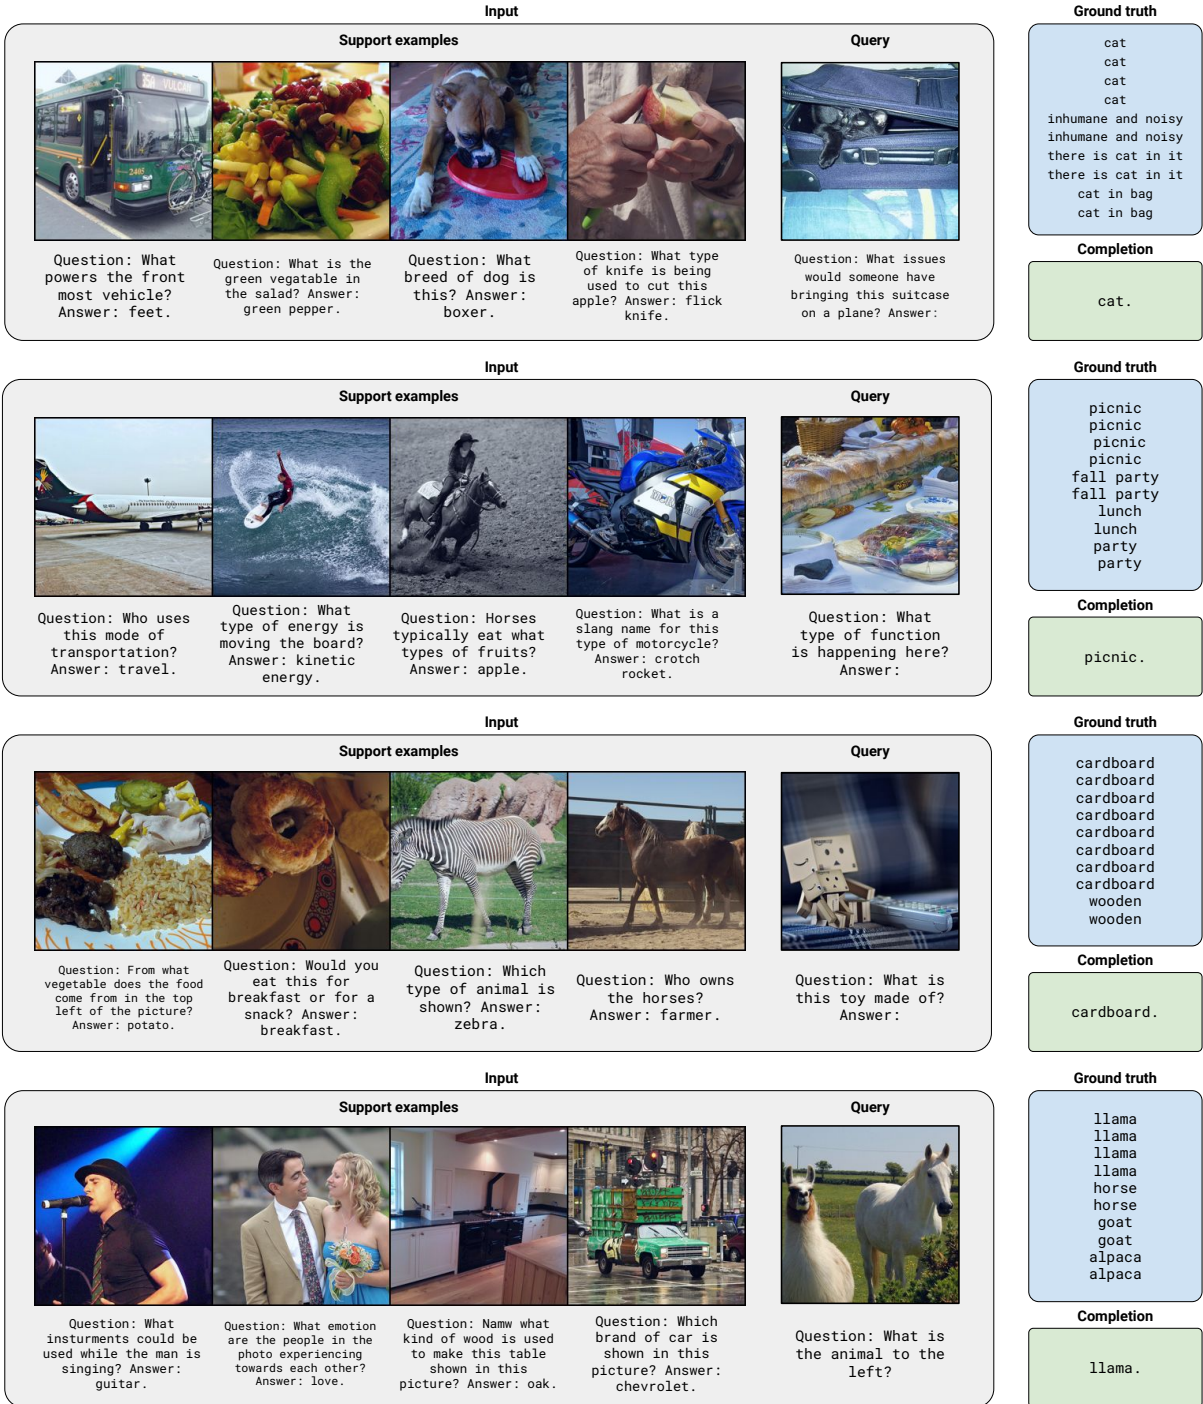 Input
Ground truth
Support examples
Query
35A VULCAN
2405
cat
cat
cat
cat
inhumane and noisy
inhumane and noisy
there is cat in it
there is cat in it
cat in bag
cat in bag
Question: What
powers the front
most vehicle?
Answer: feet.
Question: What is the
green vegatable in
the salad? Answer:
green pepper.
Question: What
breed of dog is
this? Answer:
boxer.
Question: What type
of knife is being
used to cut this
apple? Answer: flick
knife.
Question: What issues
would someone have
bringing this suitcase
on a plane? Answer:
Completion
cat.
Input
Ground truth
Support examples
Query
picnic
picnic
picnic
picnic
fall party
fall party
lunch
lunch
party
party
Question: Who uses
this mode of
transportation?
Answer: travel.
Question: What
type of energy is
moving the board?
Answer: kinetic
energy.
Question: Horses
typically eat what
types of fruits?
Answer: apple.
Question: What is a
slang name for this
type of motorcycle?
Answer: crotch
rocket.
Question: What
type of function
is happening here?
Answer:
Completion
picnic.
Input
Ground truth
Support examples
Query
cardboard
cardboard
cardboard
cardboard
cardboard
cardboard
cardboard
cardboard
wooden
wooden
Question: From what
vegetable does the food
come from in the top
left of the picture?
Answer: potato.
Question: Would you
eat this for
breakfast or for a
snack? Answer:
breakfast.
Question: Which
type of animal is
shown? Answer:
zebra.
Question: Who owns
the horses?
Answer: farmer.
Question: What is
this toy made of?
Answer:
Completion
cardboard.
Input
Ground truth
Support examples
Query
llama
llama
llama
llama
horse
horse
goat
goat
alpaca
alpaca
Question: What
insturments could be
used while the man is
singing? Answer:
guitar.
Question: What emotion
are the people in the
photo experiencing
towards each other?
Answer: love.
Question: Namw what
kind of wood is used
to make this table
shown in this
picture? Answer: oak.
Question: Which
brand of car is
shown in this
picture? Answer:
chevrolet.
Question: What is
the animal to the
left?
Completion
llama.